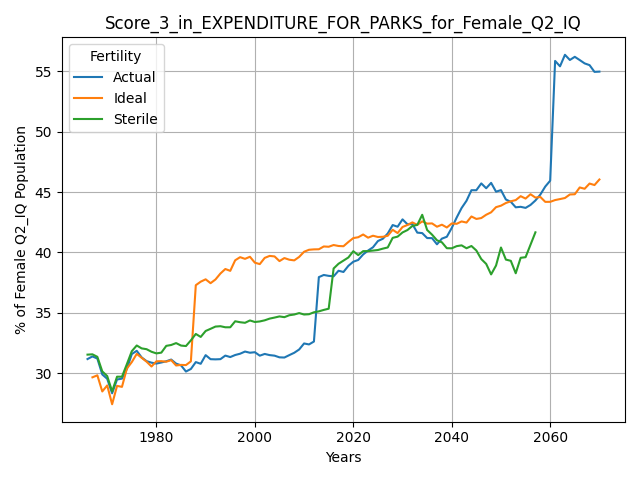 Score_3_in_EXPENDITURE_FOR_PARKS_for_Female_Q2_IQ
Fertility
Actual
Ideal
Sterile
% of Female Q2_IQ Population
55
50
45
40
35
30
1980
2000
2020
2040
2060
Years